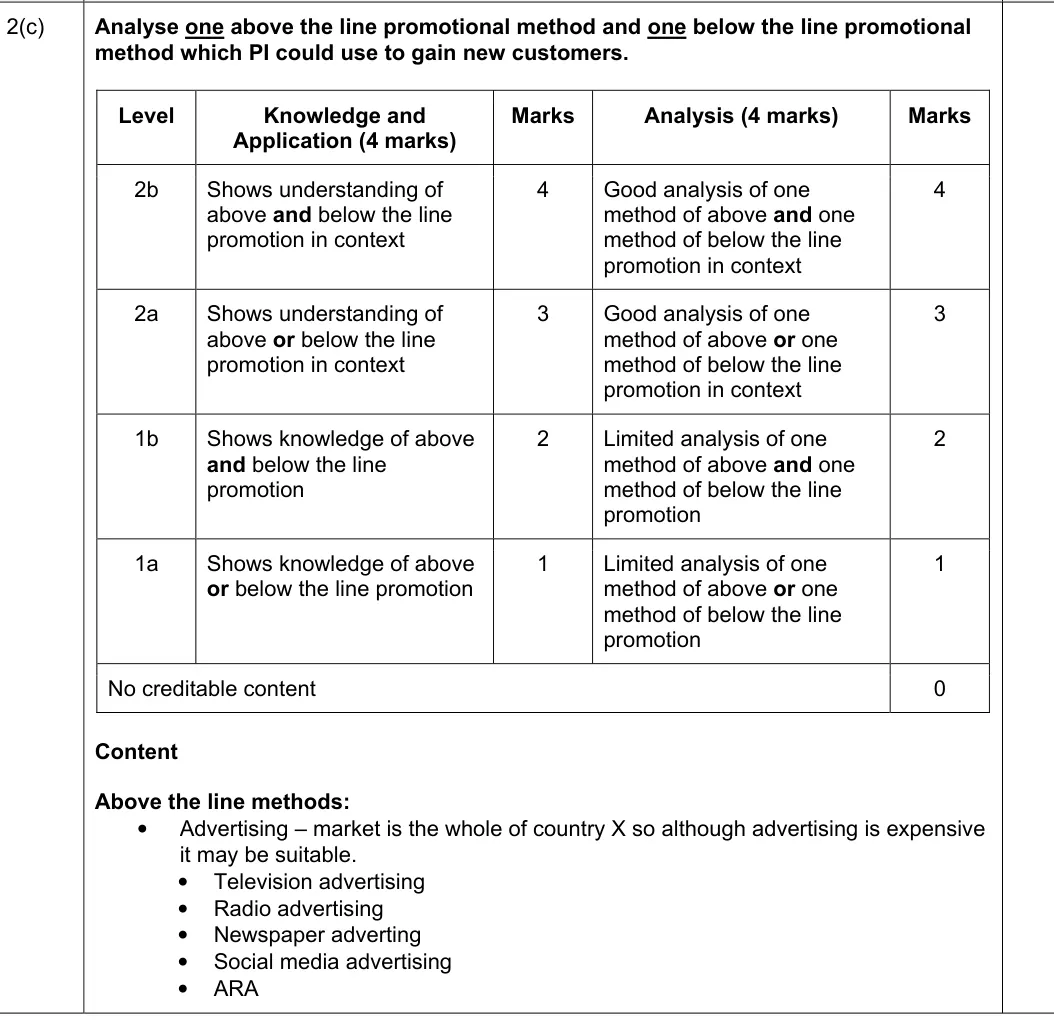 2(c)
Analyse one above the line promotional method and one below the line promotional
method which PI could use to gain new customers.
Level
Knowledge and
Application (4 marks)
Marks
Analysis (4 marks)
Marks
2b
Shows understanding of
above and below the line
promotion in context
4
Good analysis of one
method of above and one
method of below the line
promotion in context
4
2a
Shows understanding of
above or below the line
promotion in context
3
Good analysis of one
method of above or one
method of below the line
promotion in context
3
1b
Shows knowledge of above
and below the line
promotion
2
Limited analysis of one
method of above and one
method of below the line
promotion
2
1a
Shows knowledge of above
or below the line promotion
1
Limited analysis of one
method of above or one
method of below the line
promotion
1
No creditable content
0
Content
Above the line methods:
• Advertising – market is the whole of country X so although advertising is expensive
it may be suitable.
• Television advertising
• Radio advertising
• Newspaper adverting
• Social media advertising
• ARA